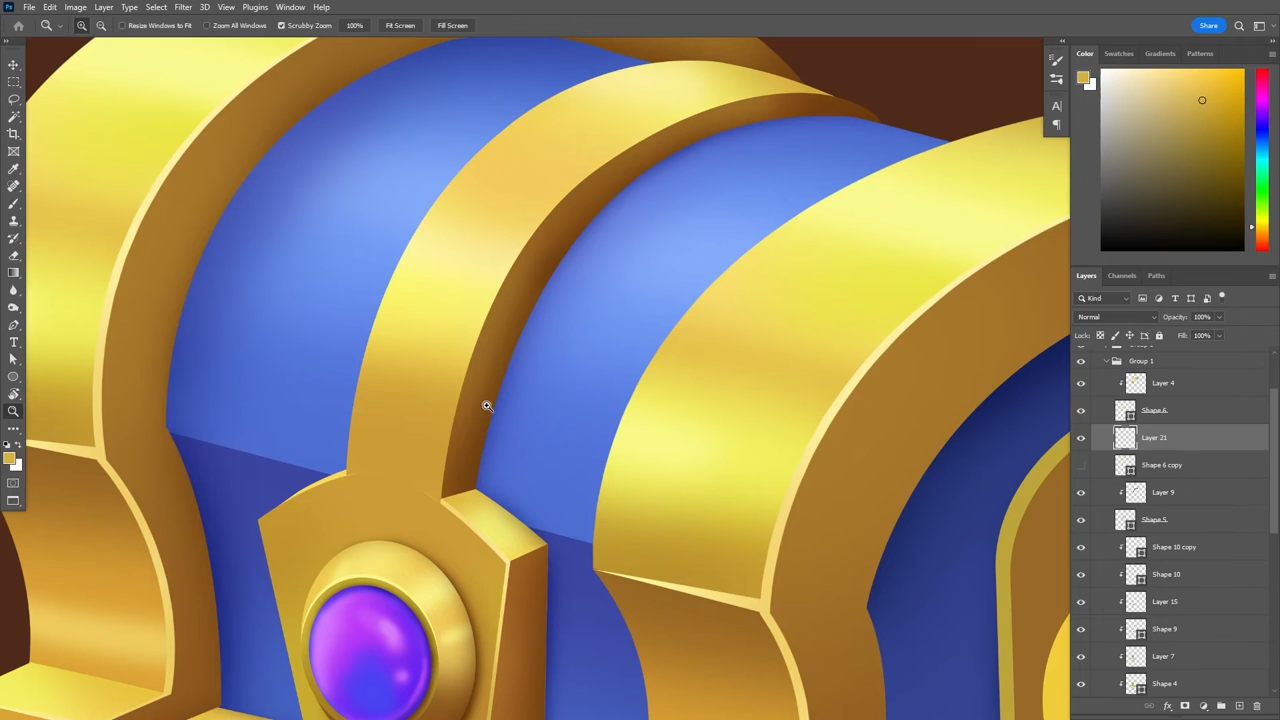 Ps File Edit Image Layer Type Select Filter 3D View Plugins Window Help
Resize Windows to Fit Zoom All Windows Scrubby Zoom 100% Fit Screen Fill Screen Share
Color Swatches Gradients Patterns
Layers Channels Paths
Kind
Normal Opacity: 100%
Lock: Fill: 100%
Group 1
Layer 4
Shape 6
Layer 21
Shape 6 copy
Layer 9
Shape 5
Shape 10 copy
Shape 10
Layer 15
Shape 9
Layer 7
Shape 4